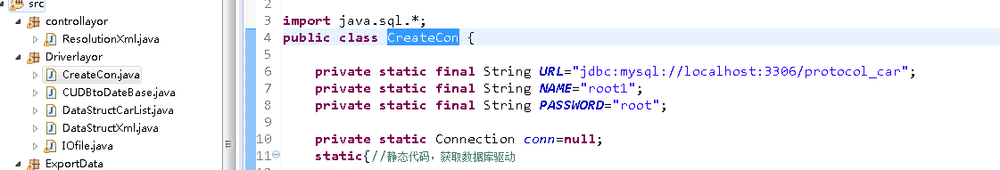 src
controllayor
ResolutionXml.java
Driverlayor
CreateCon.java
CUDBtoDateBase.java
DataStructCarList.java
DataStructXml.java
IOfile.java
ExportData
2
3 import java.sql.*;
4 public class CreateCon {
5
6 private static final String URL="jdbc:mysql://localhost:3306/protocol_car";
7 private static final String NAME="root1";
8 private static final String PASSWORD="root";
9
10 private static Connection conn=null;
11 static{//静态代码，获取数据库驱动